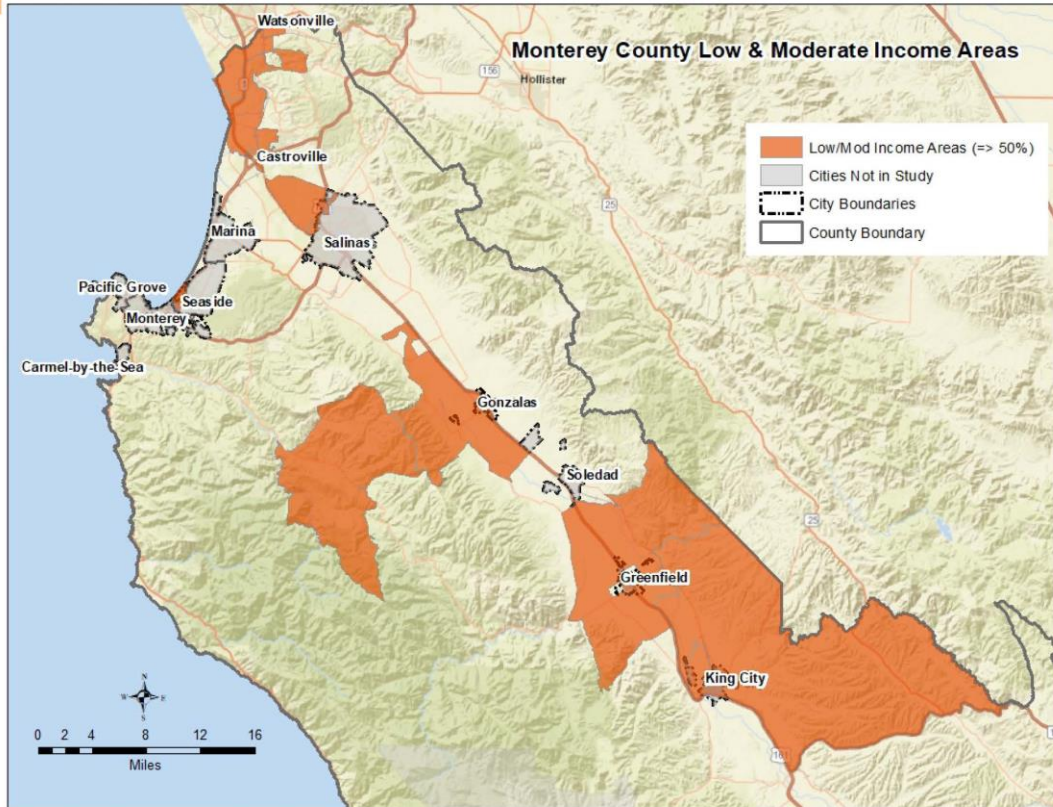 Watsonville
Monterey County Low & Moderate Income Areas
156
Hollister
Low/Mod Income Areas (=> 50%)
Cities Not in Study
City Boundaries
County Boundary
Castroville
25
Marina
Salinas
Pacific Grove
Seaside
Monterey
Carmel-by-the-Sea
Gonzalas
Soledad
25
Greenfield
King City
N
W E
S
0 2 4 8 12 16
Miles